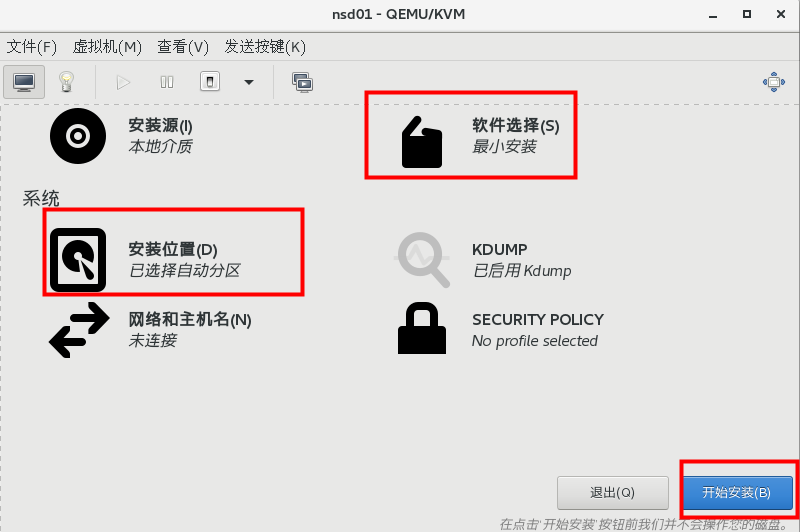 nsd01 - QEMU/KVM
文件(F) 虚拟机(M) 查看(V) 发送按键(K)
安装源(I)
本地介质
软件选择(S)
最小安装
系统
安装位置(D)
已选择自动分区
KDUMP
已启用 Kdump
网络和主机名(N)
未连接
SECURITY POLICY
No profile selected
退出(Q)
开始安装(B)
在点击'开始安装'按钮前我们并不会操作您的磁盘。